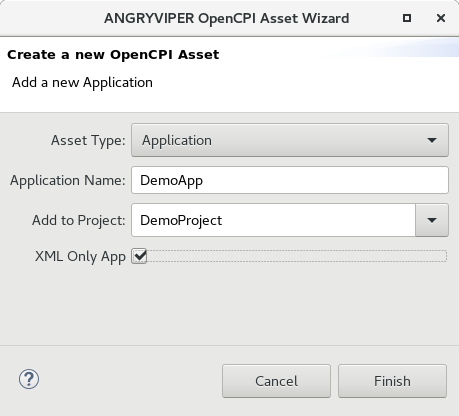 ANGRYVIPER OpenCPI Asset Wizard
Create a new OpenCPI Asset
Add a new Application
Asset Type: Application
Application Name: DemoApp
Add to Project: DemoProject
XML Only App
?
Cancel Finish